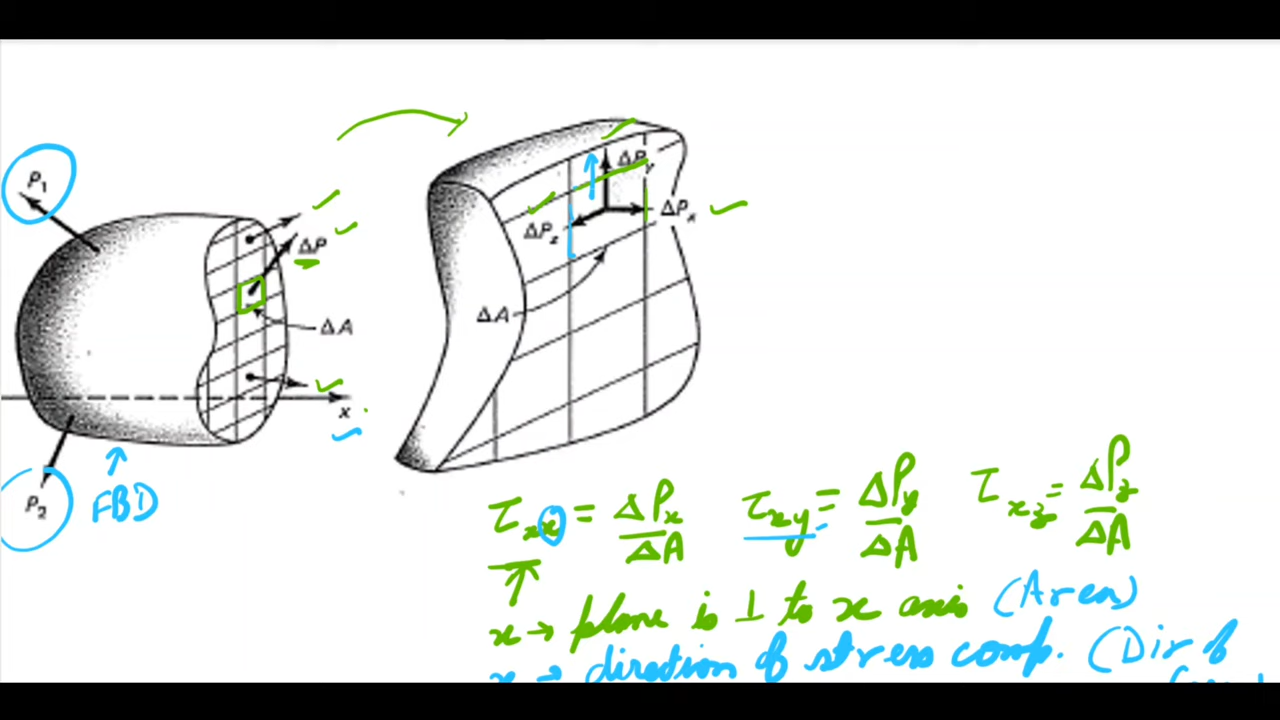 P₁
ΔP
ΔA
x
P₂
FBD
ΔPy
ΔPx
ΔPz
ΔA
τxx = ΔPx/ΔA τxy = ΔPy/ΔA τxz = ΔPz/ΔA
x → plane is ⊥ to x axis (Area)
x → direction of stress comp. (Dir of